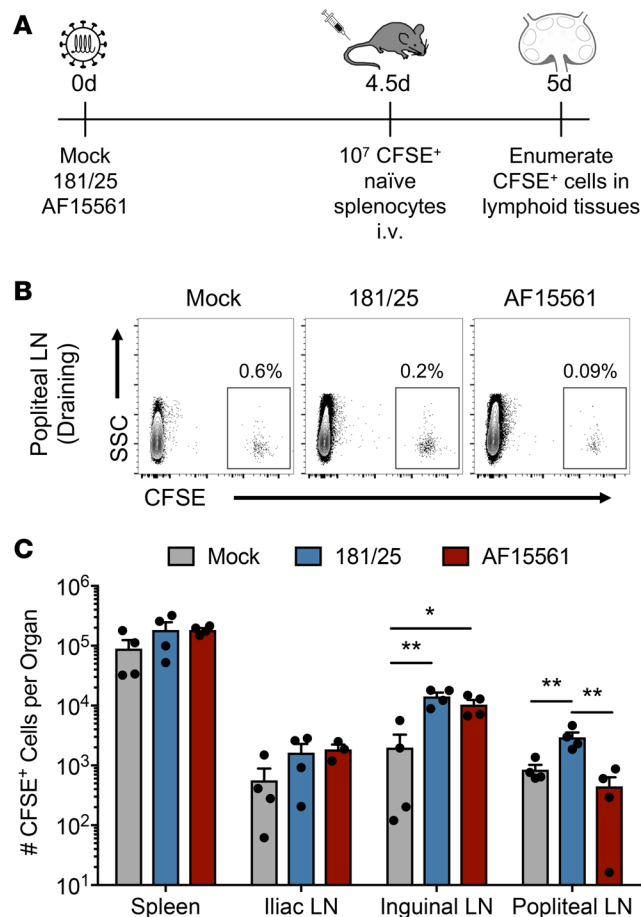 A
0d
4.5d
5d
Mock
181/25
AF15561
10⁷ CFSE⁺
naïve
splenocytes
i.v.
Enumerate
CFSE⁺ cells in
lymphoid tissues
B
Mock
181/25
AF15561
Popliteal LN
(Draining)
SSC
0.6%
0.2%
0.09%
CFSE
C
Mock
181/25
AF15561
# CFSE⁺ Cells per Organ
10⁶
10⁵
10⁴
10³
10²
10¹
*
**
**
**
Spleen
Iliac LN
Inguinal LN
Popliteal LN